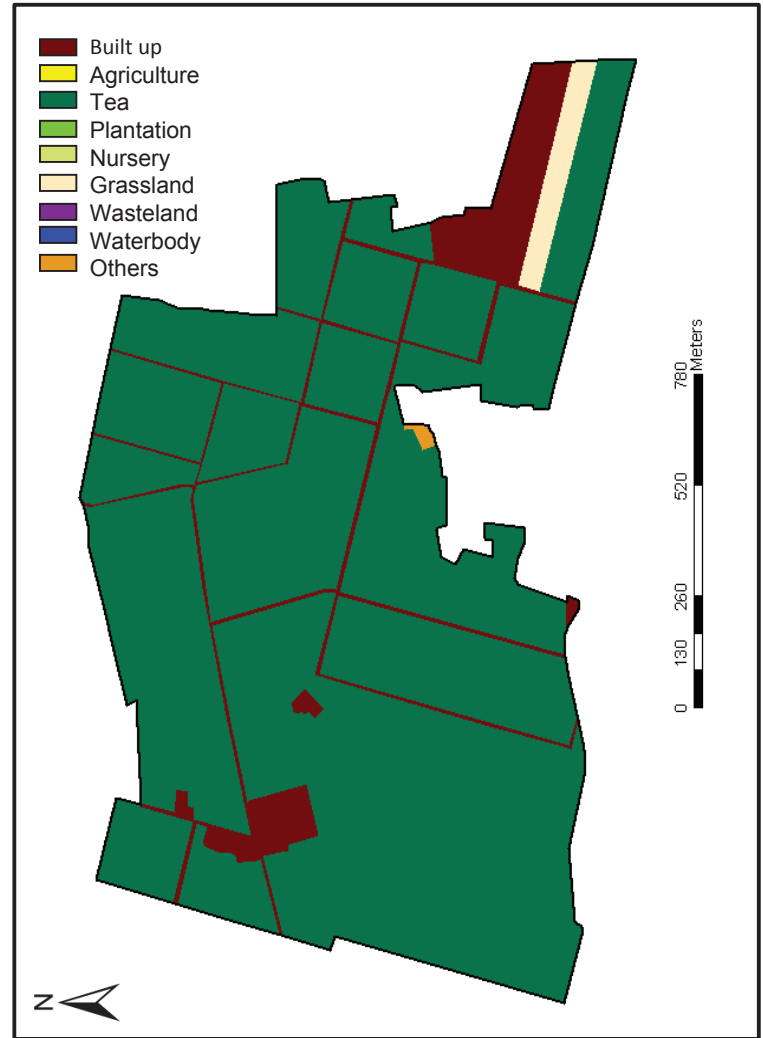 Built up
Agriculture
Tea
Plantation
Nursery
Grassland
Wasteland
Waterbody
Others
780
Meters
520
260
130
0
N